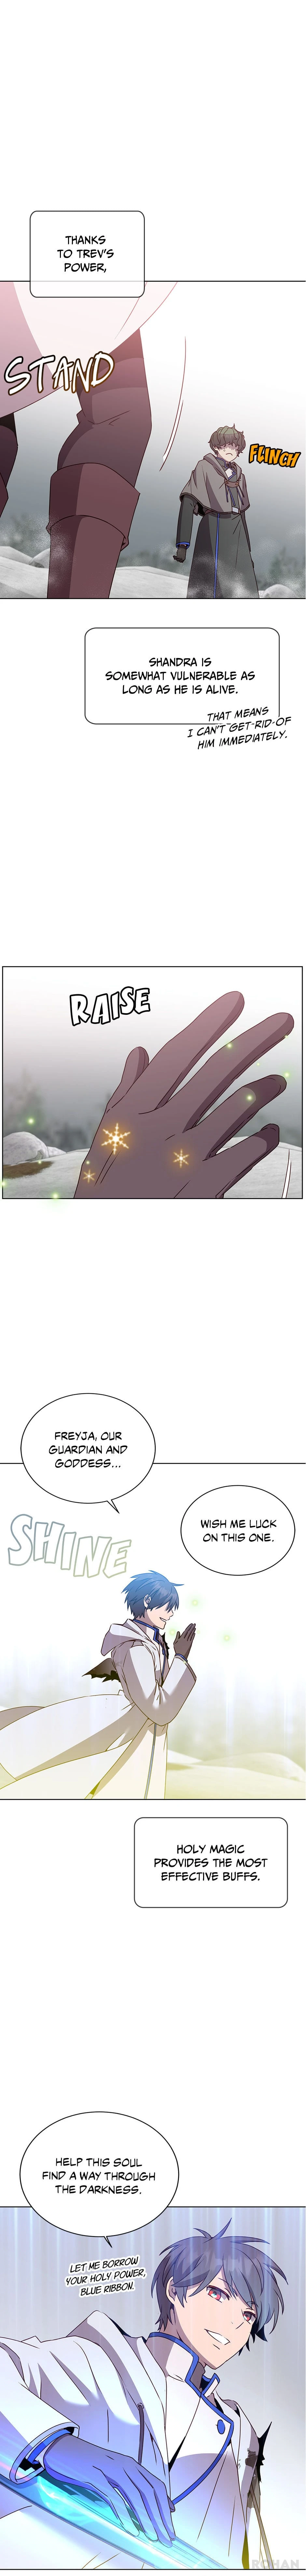 THANKS
TO TREV'S
POWER,
STAND
FLINCH
SHANDRA IS
SOMEWHAT VULNERABLE AS
LONG AS HE IS ALIVE.
THAT MEANS
I CAN'T GET-RID-OF
HIM IMMEDIATELY.
RAISE
FREYJA, OUR
GUARDIAN AND
GODDESS...
WISH ME LUCK
ON THIS ONE.
SHINE
HOLY MAGIC
PROVIDES THE MOST
EFFECTIVE BUFFS.
HELP THIS SOUL
FIND A WAY THROUGH
THE DARKNESS.
LET ME BORROW
YOUR HOLY POWER,
BLUE RIBBON.
ROHAN